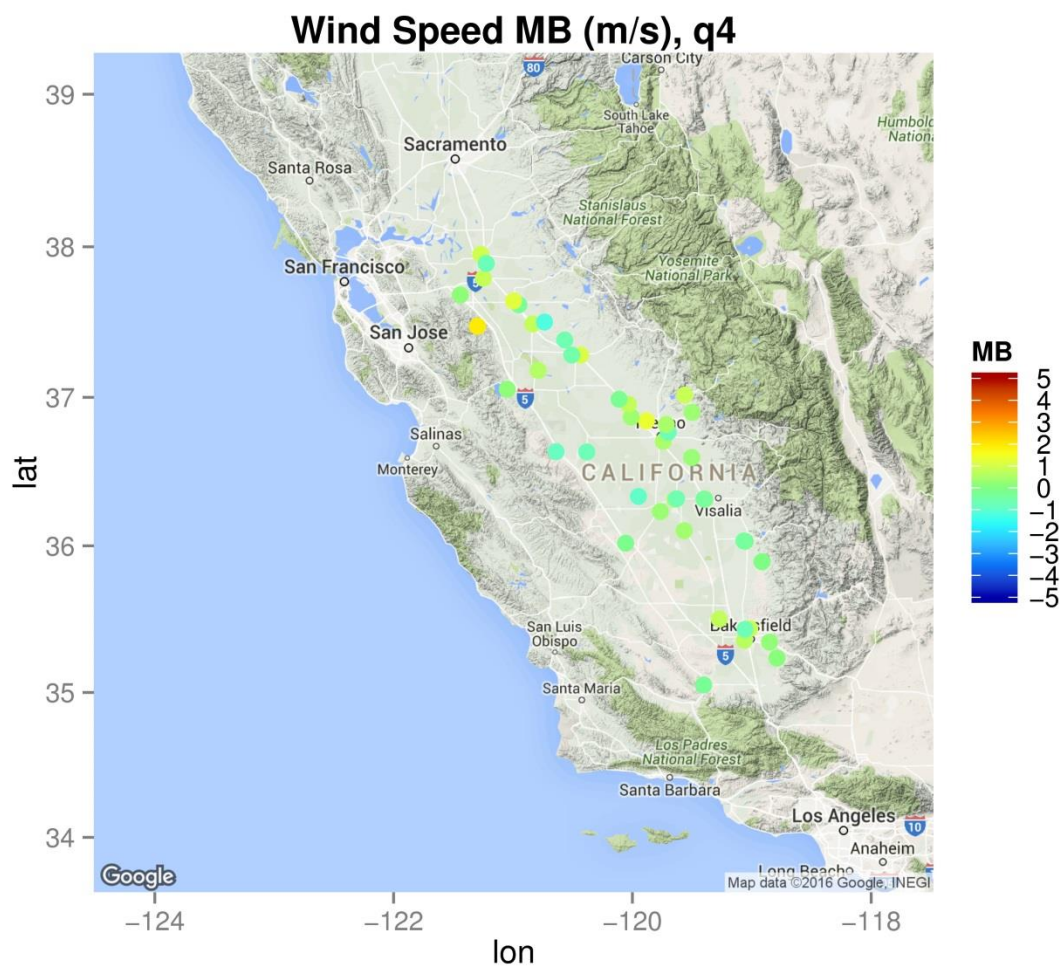 Wind Speed MB (m/s), q4
39
38
37
36
35
34
lat
−124
−122
−120
−118
lon
80
Carson City
South Lake
Tahoe
Humbol
Nationa
Sacramento
Santa Rosa
Stanislaus
National Forest
San Francisco
Yosemite
National Park
5
San Jose
5
Salinas
Monterey
CALIFORNIA
Visalia
San Luis
Obispo
Bakersfield
5
Santa Maria
Los Padres
National Forest
Santa Barbara
Los Angeles
10
Anaheim
Long Beach
5
Google
Map data ©2016 Google, INEGI
MB
5
4
3
2
1
0
−1
−2
−3
−4
−5